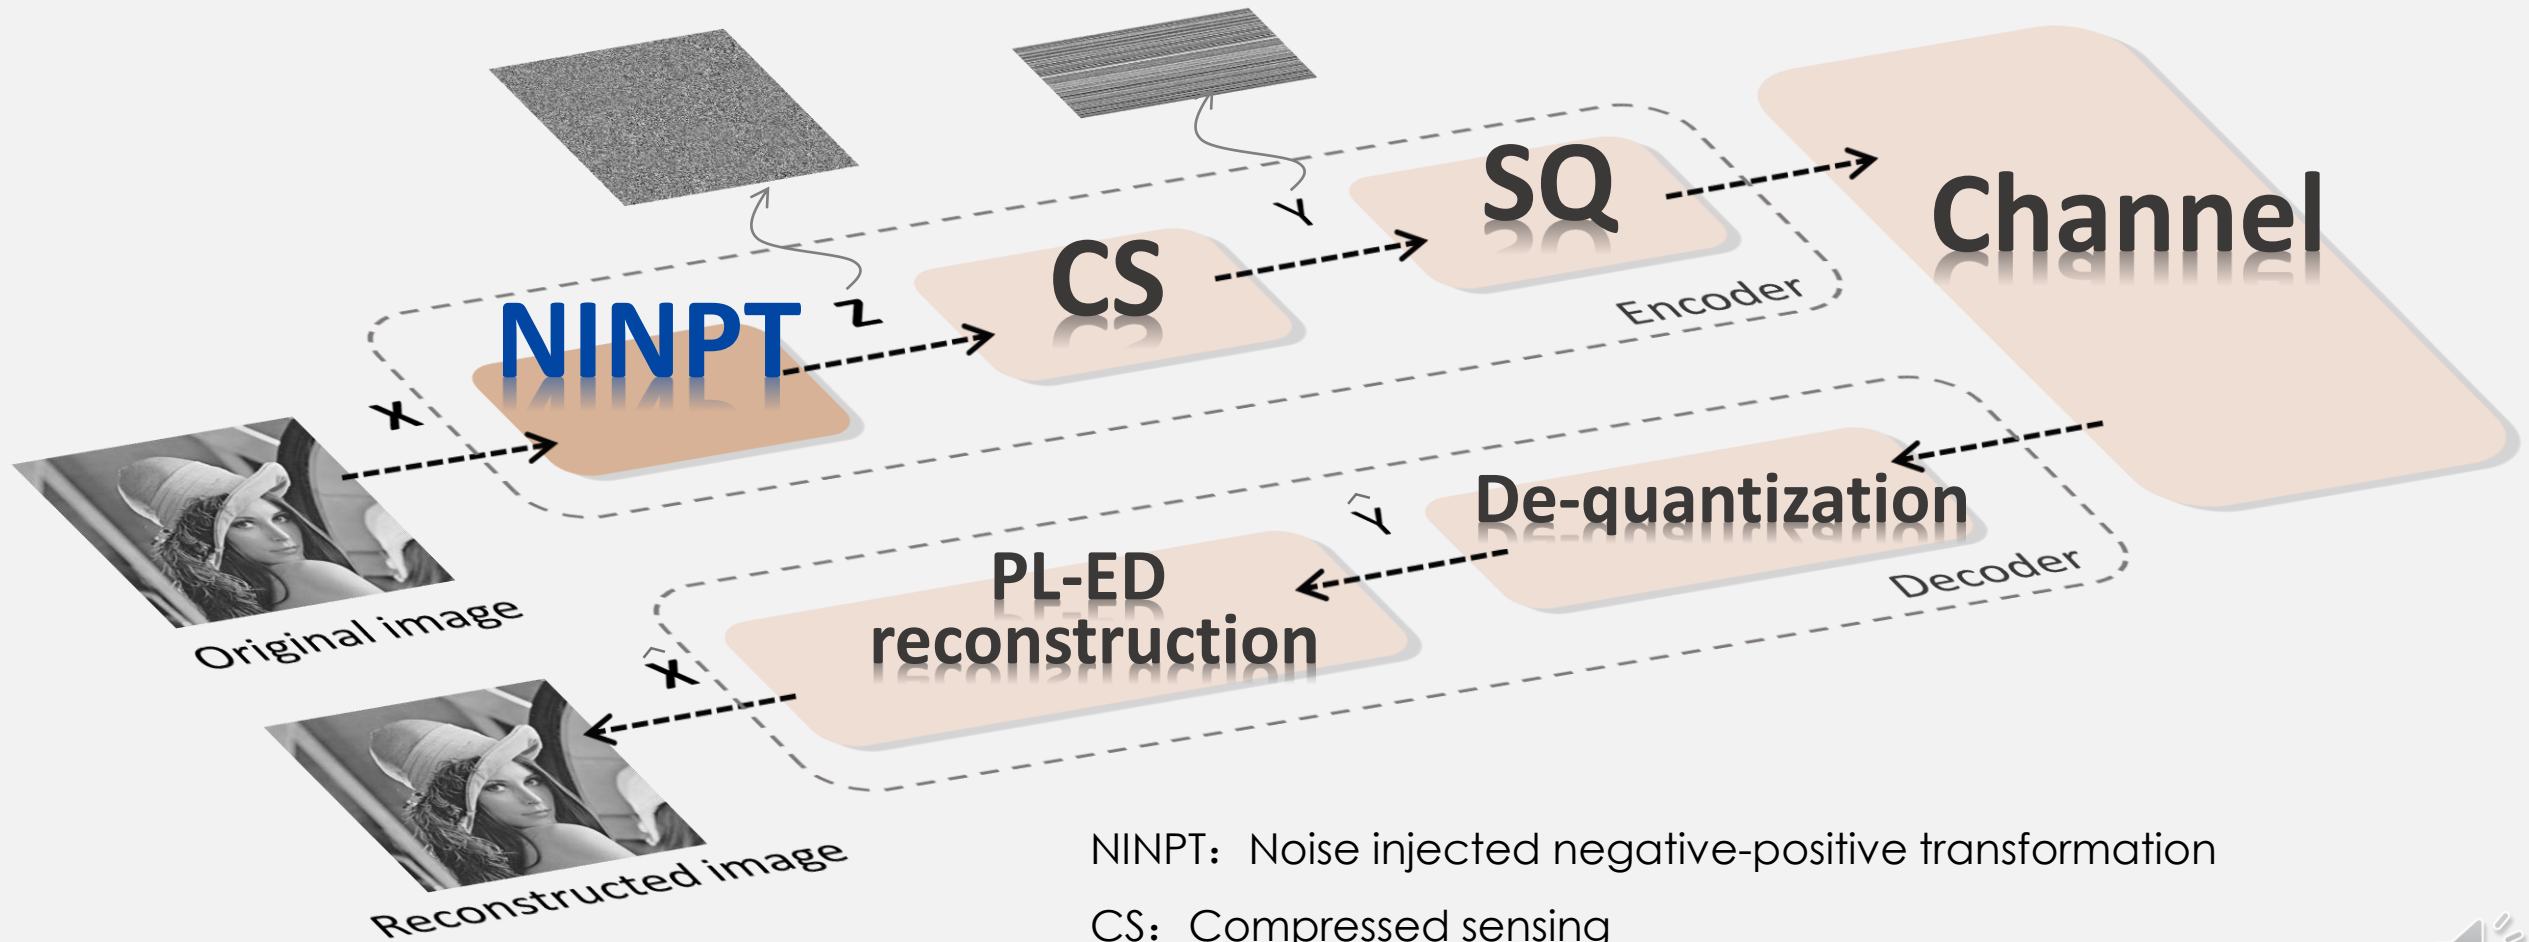 NINPT
CS
SQ
Channel
X
Z
Y
Encoder
Original image
De-quantization
PL-ED
reconstruction
Ŷ
X̂
Decoder
Reconstructed image
NINPT：Noise injected negative-positive transformation
CS：Compressed sensing